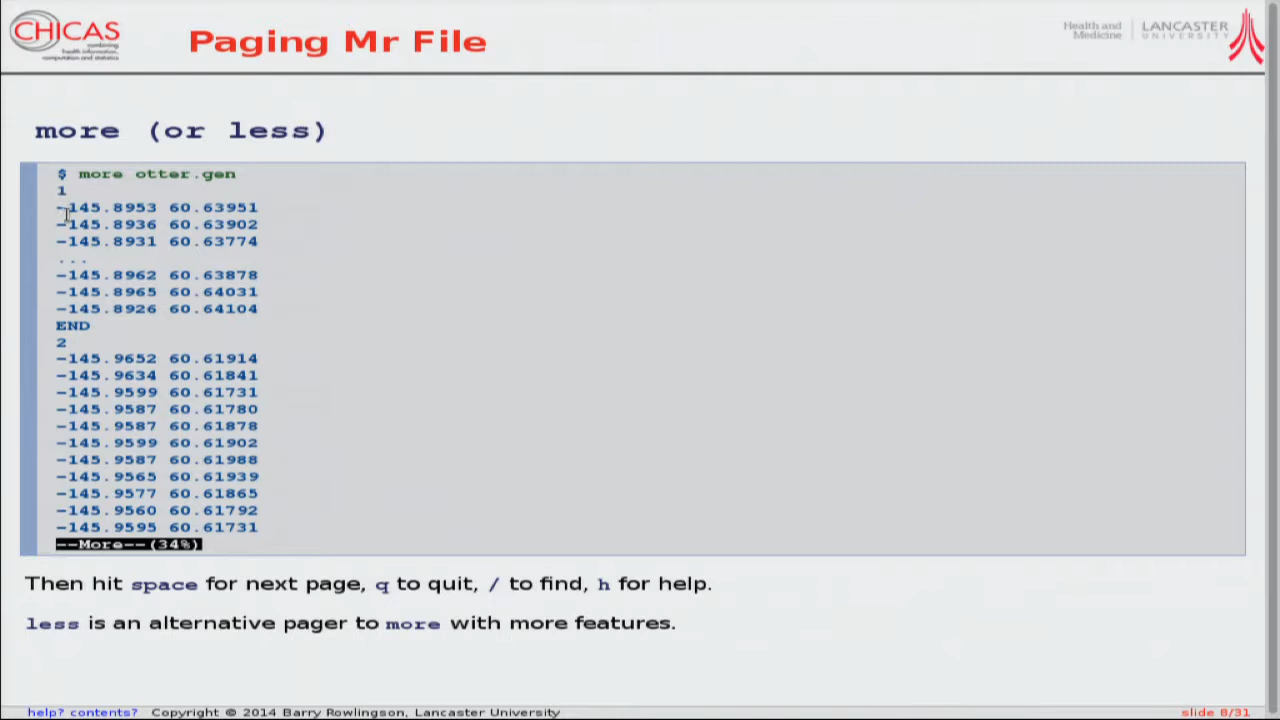 CHICAS
combining
health information,
computation and statistics
Paging Mr File
Health and
Medicine
LANCASTER
UNIVERSITY
more (or less)
$ more otter.gen
1
-145.8953 60.63951
-145.8936 60.63902
-145.8931 60.63774
...
-145.8962 60.63878
-145.8965 60.64031
-145.8926 60.64104
END
2
-145.9652 60.61914
-145.9634 60.61841
-145.9599 60.61731
-145.9587 60.61780
-145.9587 60.61878
-145.9599 60.61902
-145.9587 60.61988
-145.9565 60.61939
-145.9577 60.61865
-145.9560 60.61792
-145.9595 60.61731
--More--(34%)
Then hit space for next page, q to quit, / to find, h for help.
less is an alternative pager to more with more features.
help? contents? Copyright © 2014 Barry Rowlingson, Lancaster University
slide 8/31